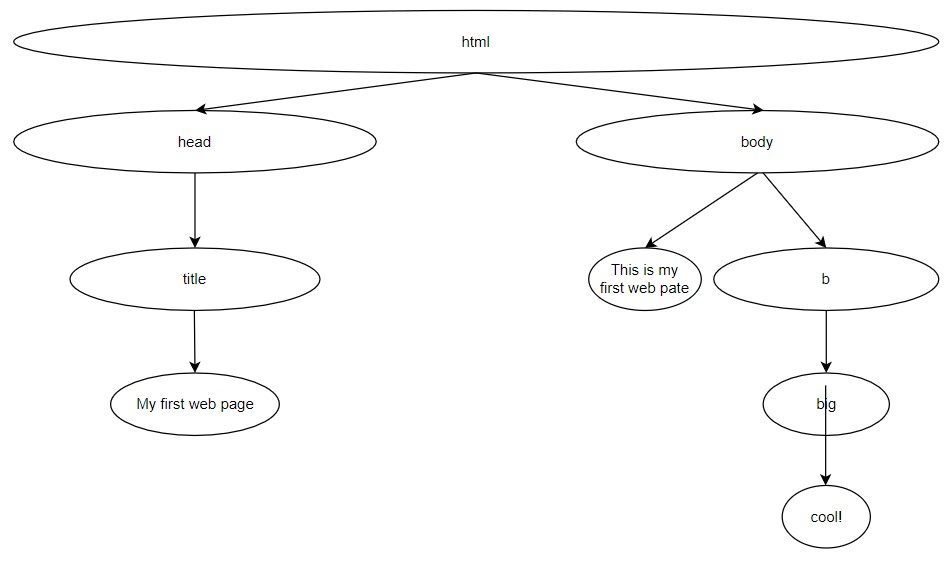 html
head
body
title
This is my
first web pate
b
My first web page
big
cool!